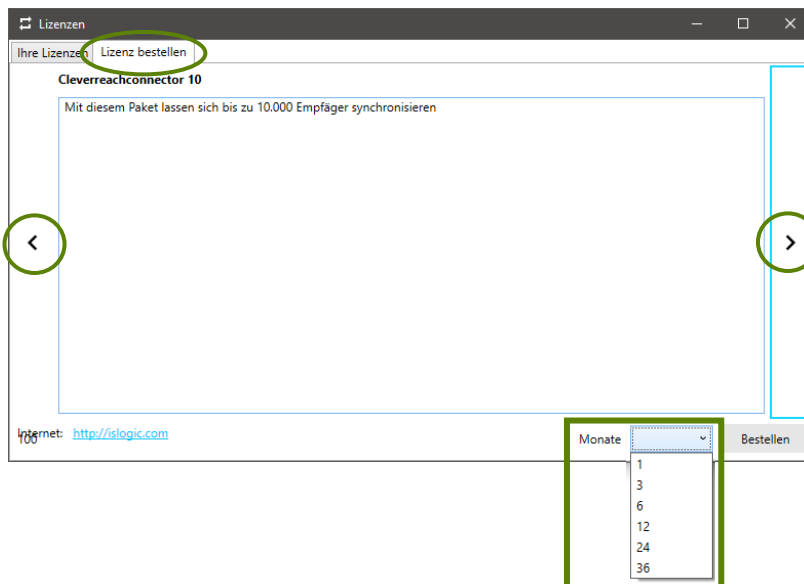 Lizenzen
Ihre Lizenzen Lizenz bestellen
Cleverreachconnector 10
Mit diesem Paket lassen sich bis zu 10.000 Empfäger synchronisieren
Internet: http://islogic.com
100
Monate
Bestellen
1
3
6
12
24
36